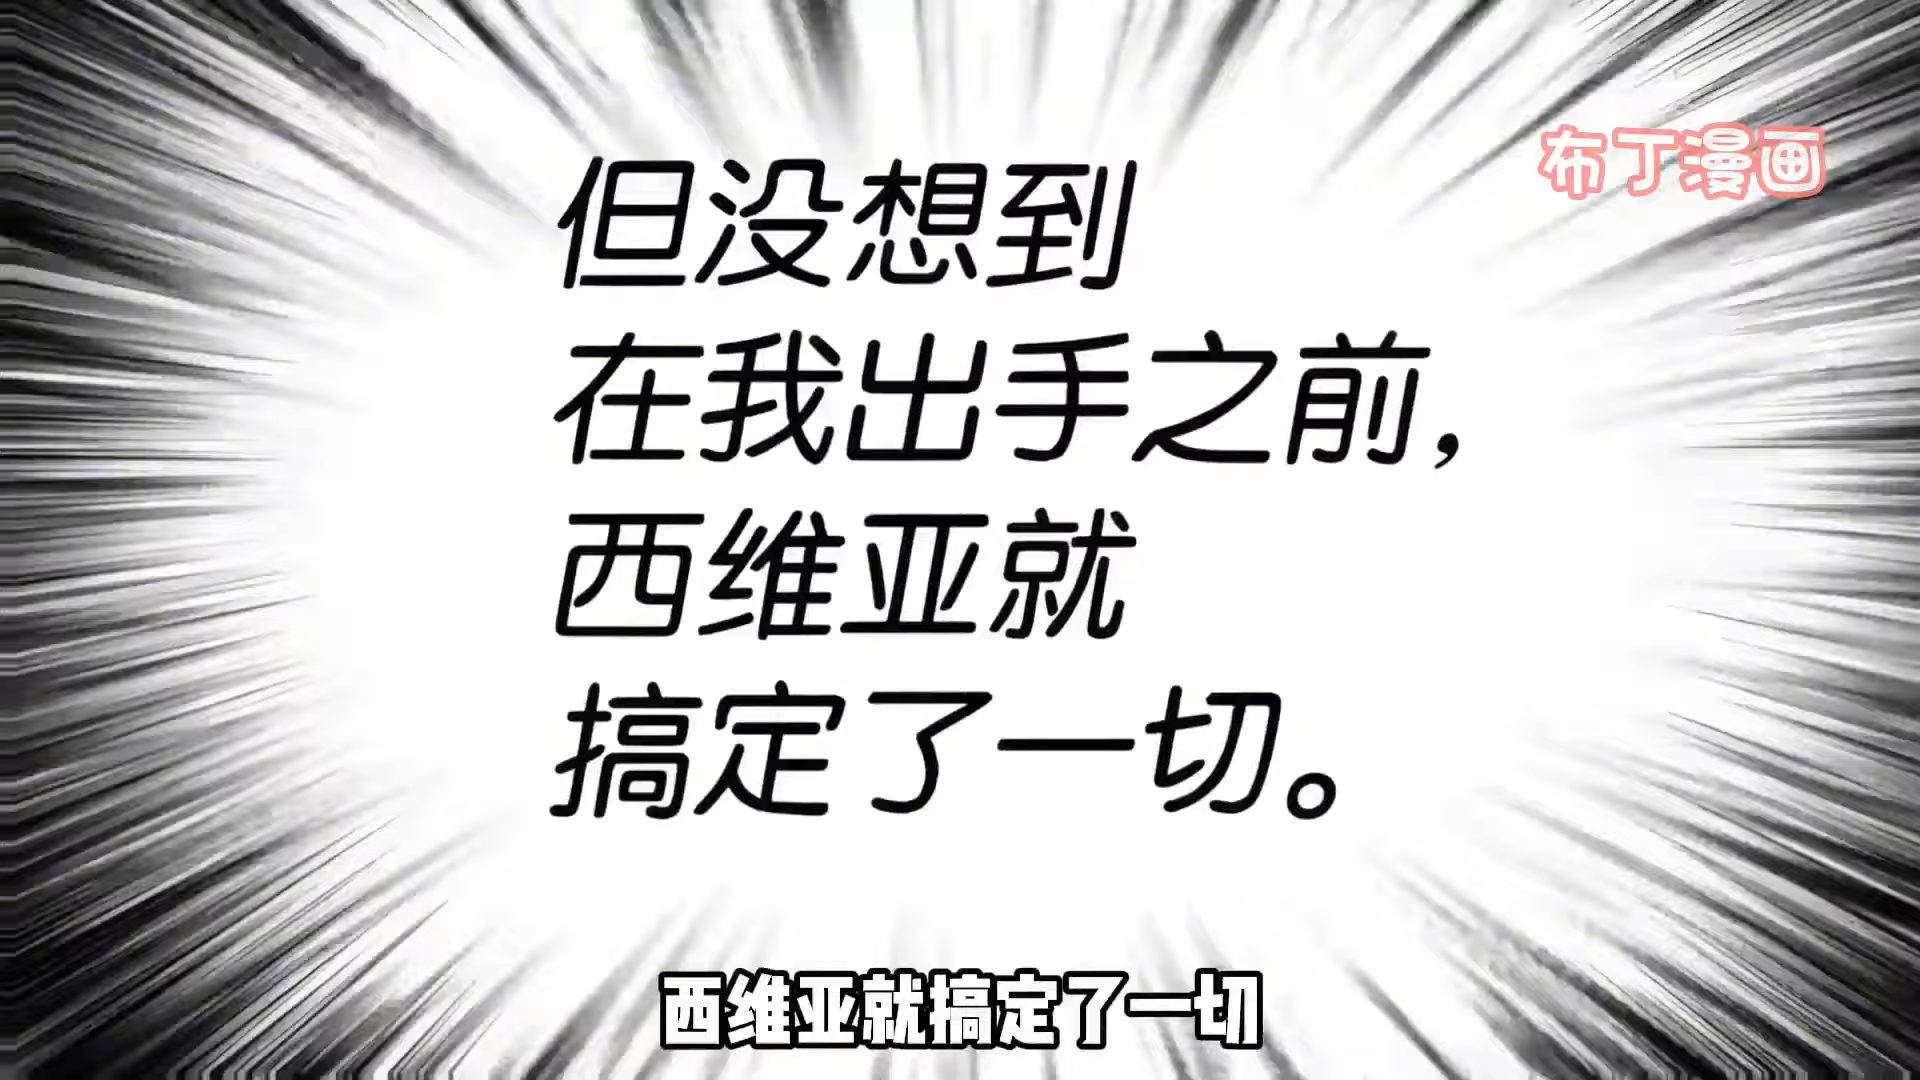 布丁漫画
但没想到
在我出手之前，
西维亚就
搞定了一切。
西维亚就搞定了一切